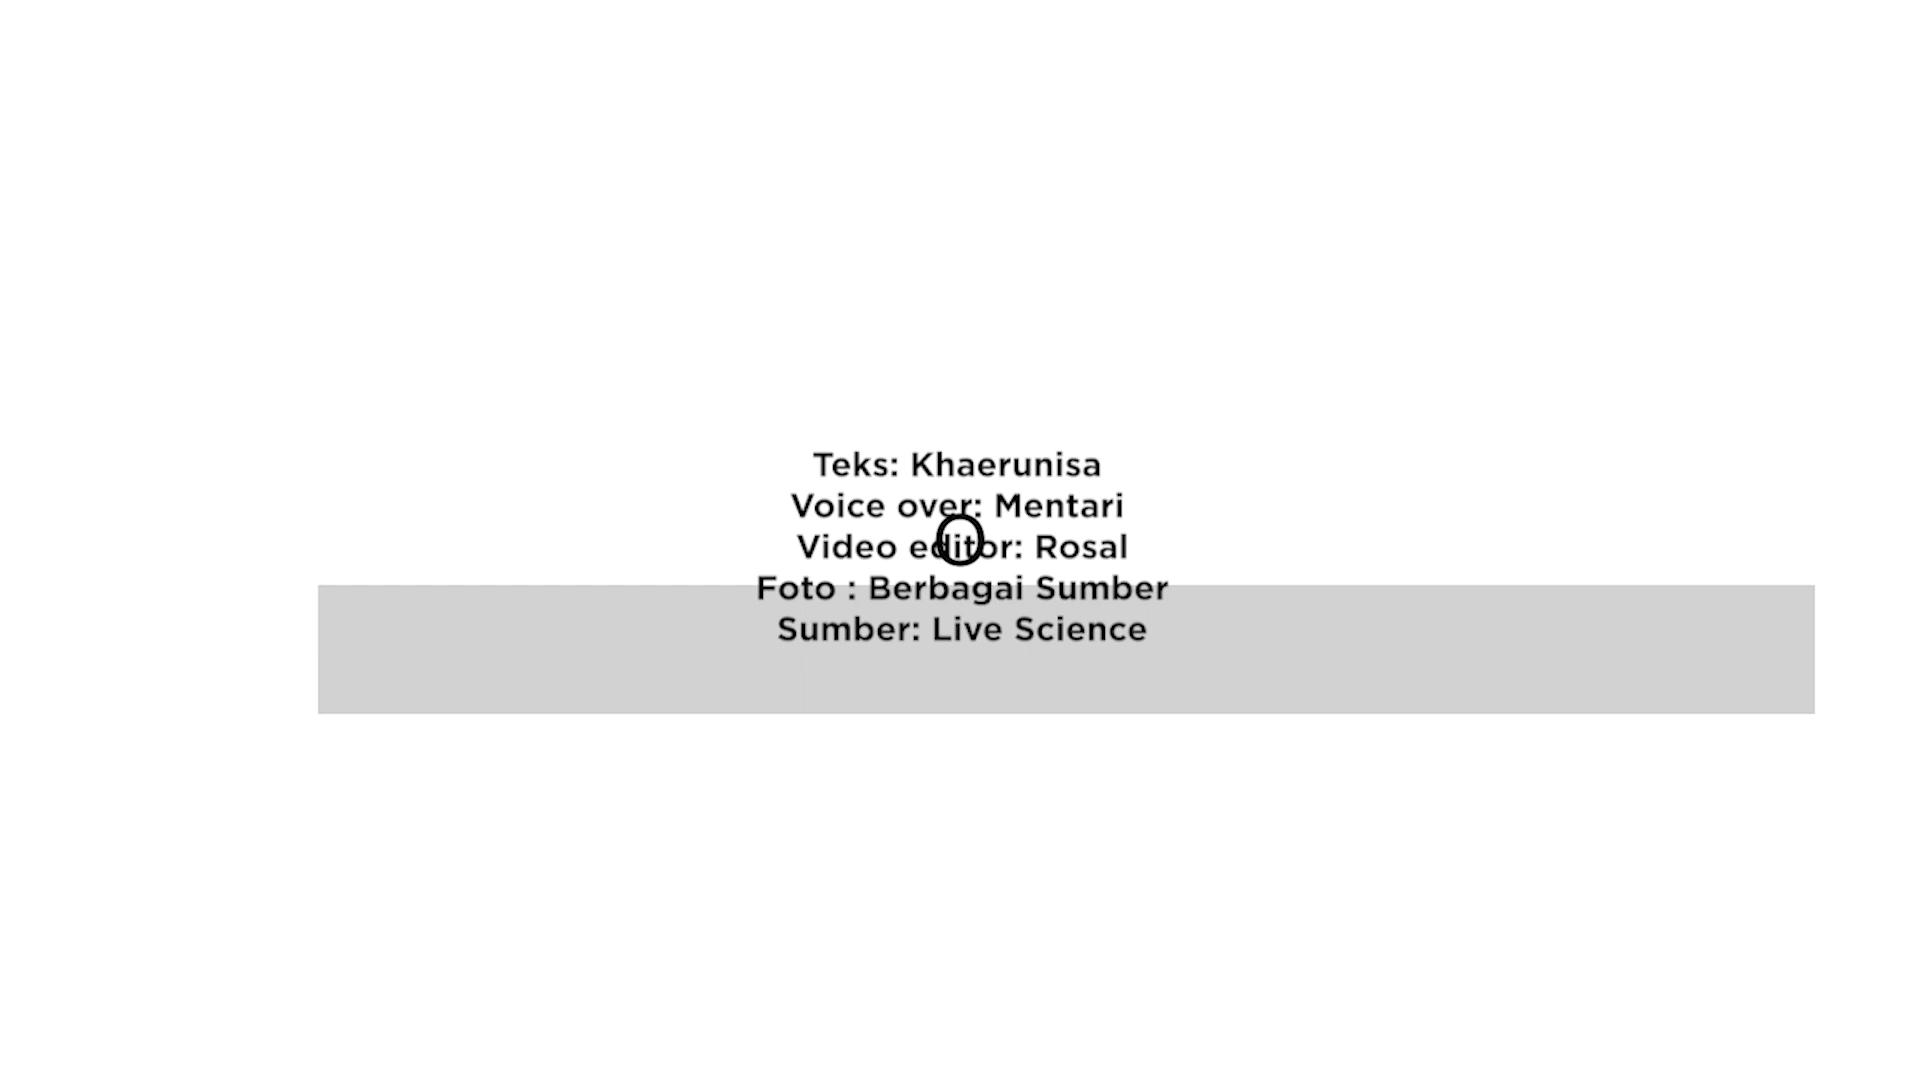 Teks: Khaerunisa
Voice over: Mentari
O
Video editor: Rosal
Foto : Berbagai Sumber
Sumber: Live Science